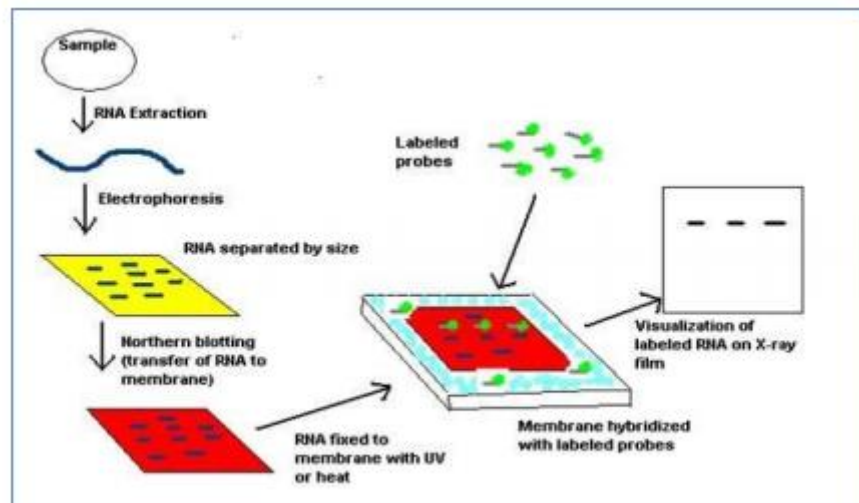 Sample
RNA Extraction
Electrophoresis
RNA separated by size
Northern blotting
(transfer of RNA to
membrane)
RNA fixed to
membrane with UV
or heat
Labeled
probes
Membrane hybridized
with labeled probes
Visualization of
labeled RNA on X-ray
film